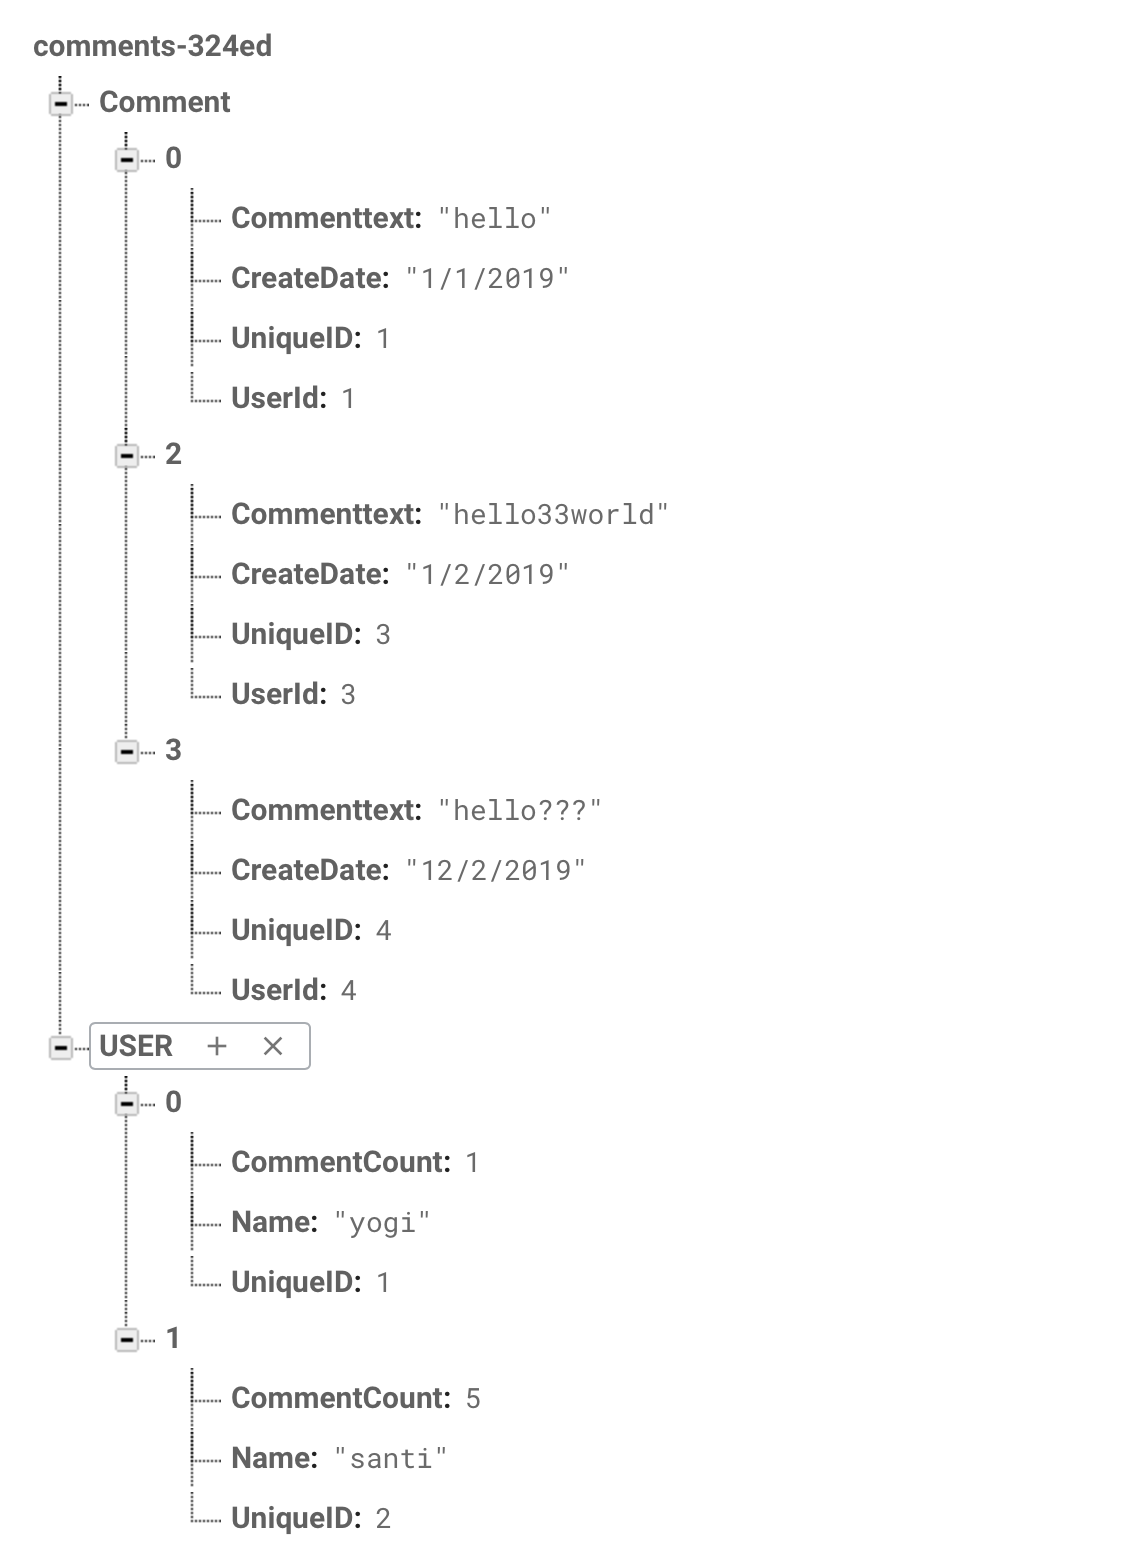 comments-324ed
Comment
0
Commenttext: "hello"
CreateDate: "1/1/2019"
UniqueID: 1
UserId: 1
2
Commenttext: "hello33world"
CreateDate: "1/2/2019"
UniqueID: 3
UserId: 3
3
Commenttext: "hello???"
CreateDate: "12/2/2019"
UniqueID: 4
UserId: 4
USER + ×
0
CommentCount: 1
Name: "yogi"
UniqueID: 1
1
CommentCount: 5
Name: "santi"
UniqueID: 2